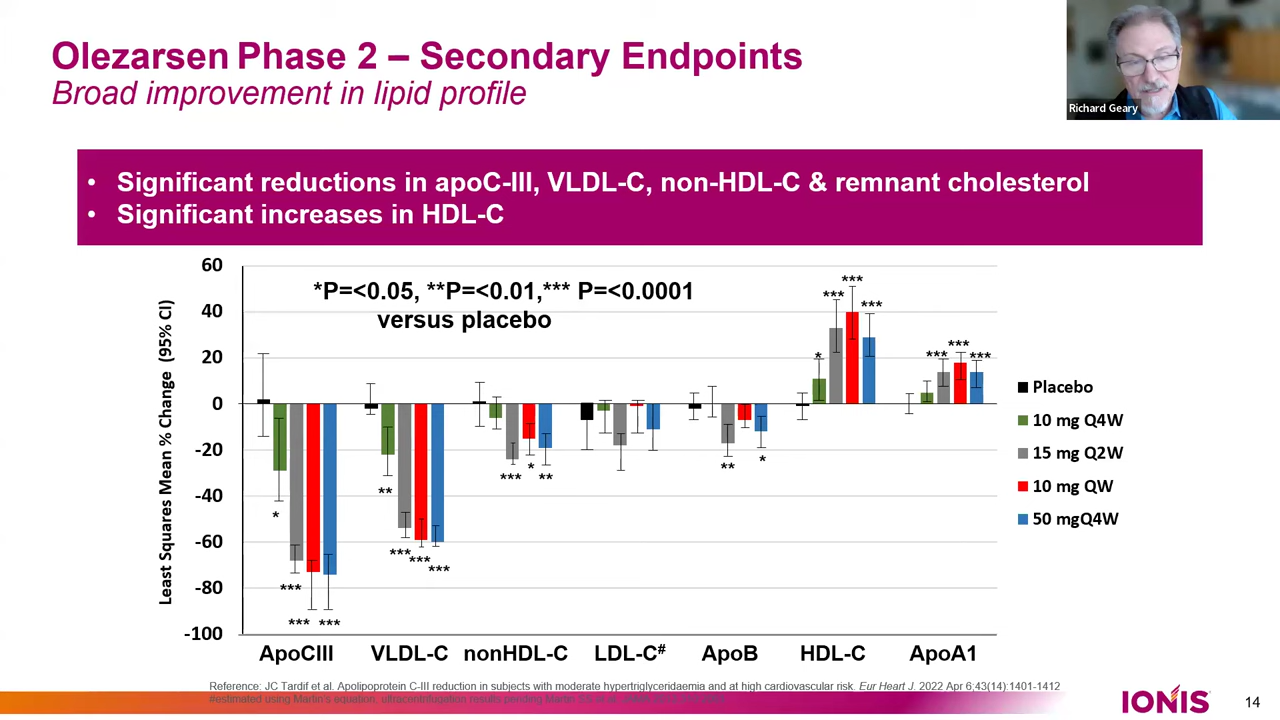 Olezarsen Phase 2 – Secondary Endpoints
Broad improvement in lipid profile
Richard Geary
• Significant reductions in apoC-III, VLDL-C, non-HDL-C & remnant cholesterol
• Significant increases in HDL-C
*P=<0.05, **P=<0.01,*** P=<0.0001
versus placebo
Least Squares Mean % Change (95% CI)
60
40
20
0
-20
-40
-60
-80
-100
*
***
***
***
**
***
***
***
***
*
**
**
*
*
***
***
***
***
***
***
ApoCIII VLDL-C nonHDL-C LDL-C# ApoB HDL-C ApoA1
Placebo
10 mg Q4W
15 mg Q2W
10 mg QW
50 mgQ4W
Reference: JC Tardif et al. Apolipoprotein C-III reduction in subjects with moderate hypertriglyceridaemia and at high cardiovascular risk. Eur Heart J. 2022 Apr 6;43(14):1401-1412
#estimated using Martin's equation, ultracentrifugation results pending
IONIS
14